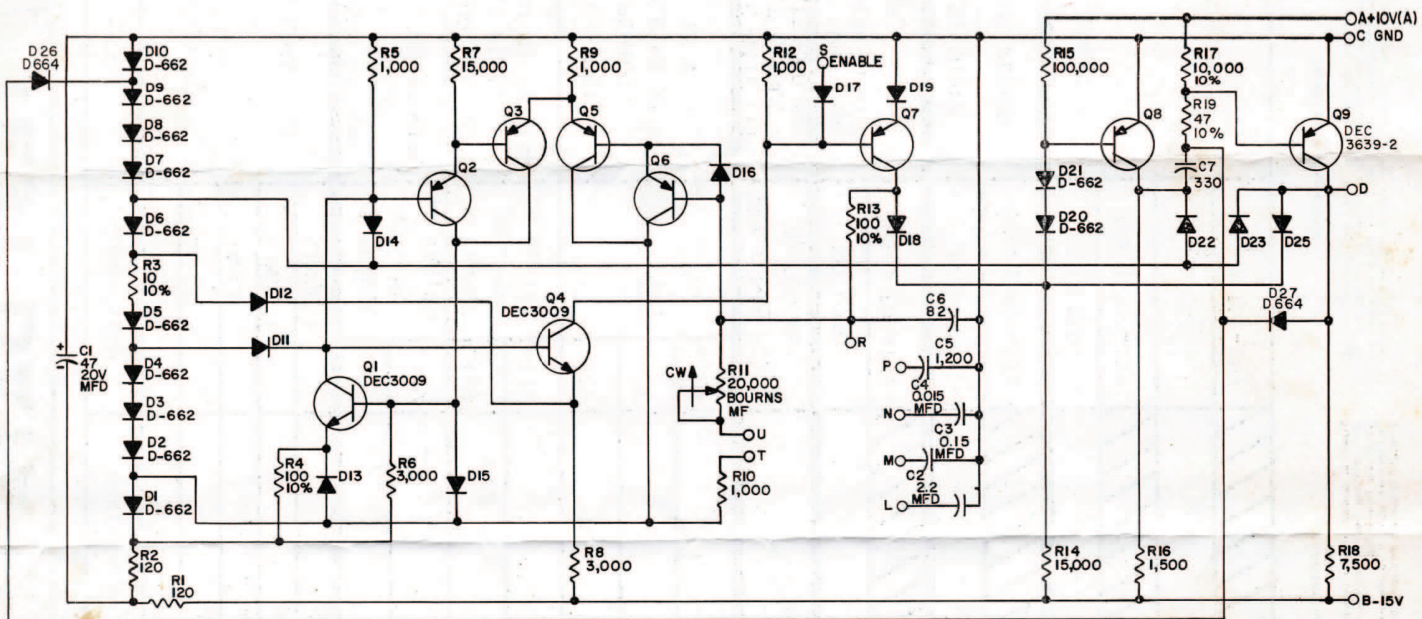 A+10V(A)
C GND
D26
D664
D10
D-662
D9
D-662
D8
D-662
D7
D-662
D6
D-662
R3
10
10%
D5
D-662
D4
D-662
D3
D-662
D2
D-662
D1
D-662
R2
120
R1
120
+
C1
47
20V
MFD
R5
1,000
R7
15,000
R9
1,000
Q3
Q5
Q2
Q6
D14
D16
D12
D11
Q4
DEC3009
Q1
DEC3009
R4
100
10%
D13
R6
3,000
D15
R8
3,000
R12
1,000
S
ENABLE
D17
D19
Q7
R13
100
10%
D18
R
CW
R11
20,000
BOURNS
MF
U
T
R10
1,000
C6
82
C5
1,200
P
C4
0.015
MFD
N
C3
0.15
MFD
M
C2
2.2
MFD
L
R15
100,000
Q8
D21
D-662
D20
D-662
R17
10,000
10%
R19
47
10%
C7
330
Q9
DEC
3639-2
D
D22
D23
D25
D27
D664
R14
15,000
R16
1,500
R18
7,500
B-15V